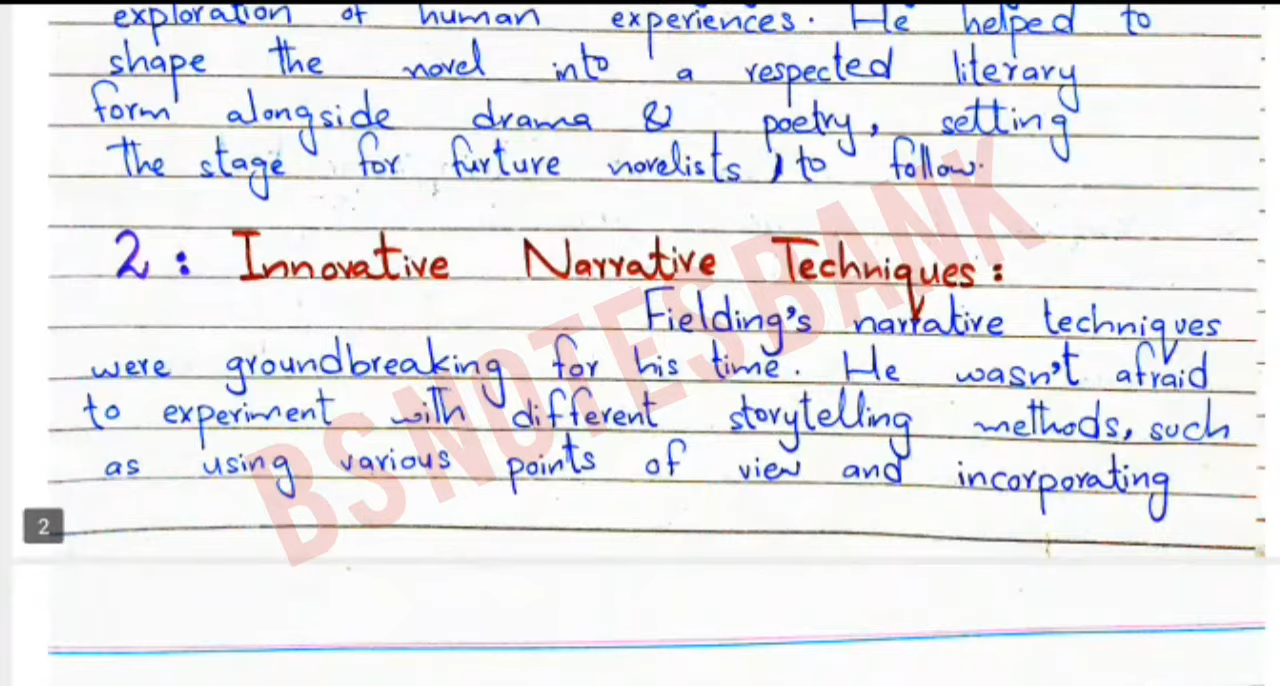 exploration of human experiences. He helped to
shape the novel into a respected literary
form alongside drama & poetry, setting
the stage for furture novelists, to follow.
2: Innovative Narrative Techniques:
Fielding's narrative techniques
were groundbreaking for his time. He wasn't afraid
to experiment with different storytelling methods, such
as using various points of view and incorporating
BSNOTESBANK
2